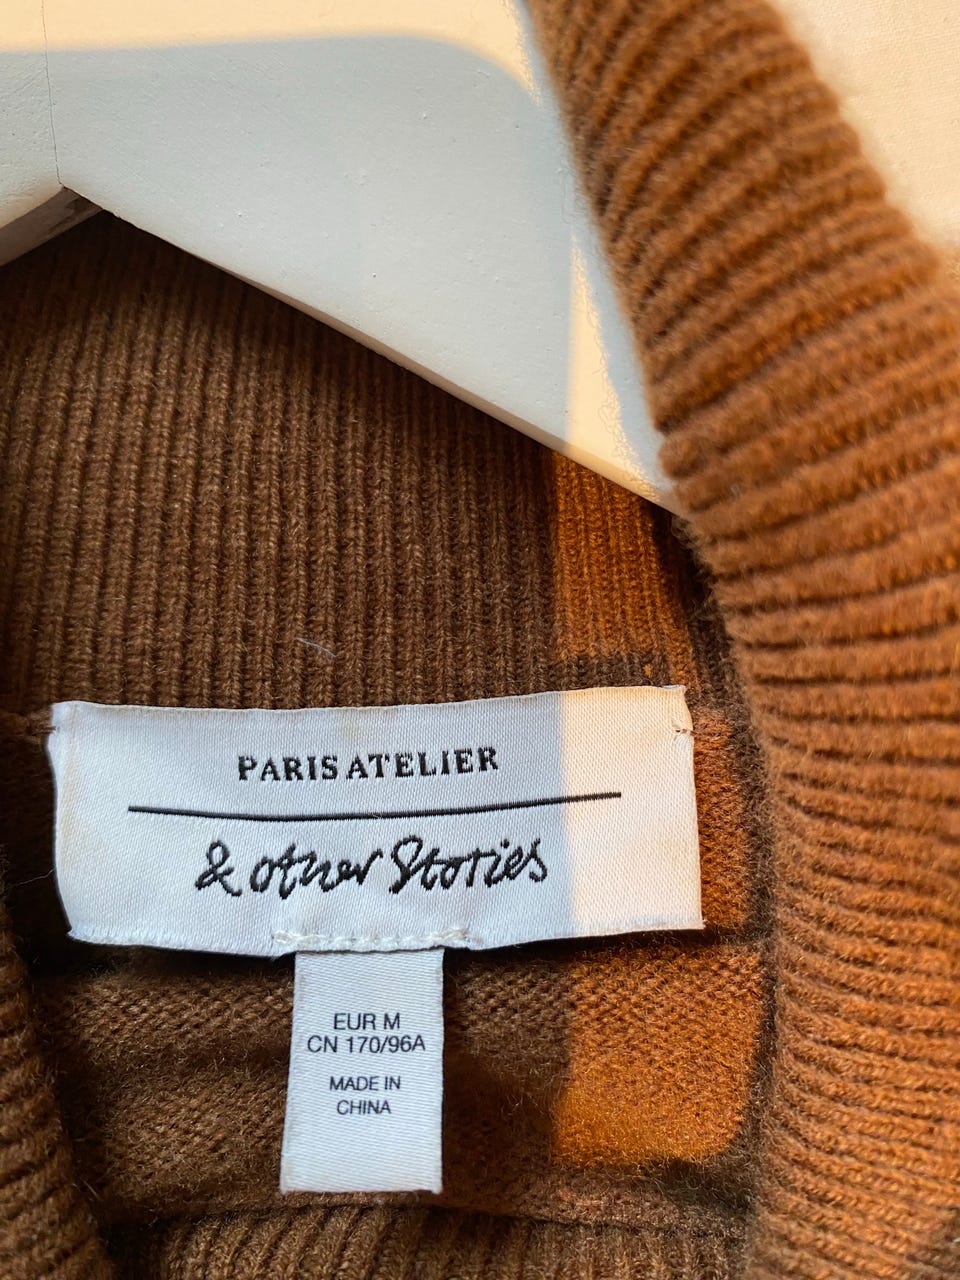 PARIS ATELIER
& other Stories
EUR M
CN 170/96A
MADE IN
CHINA